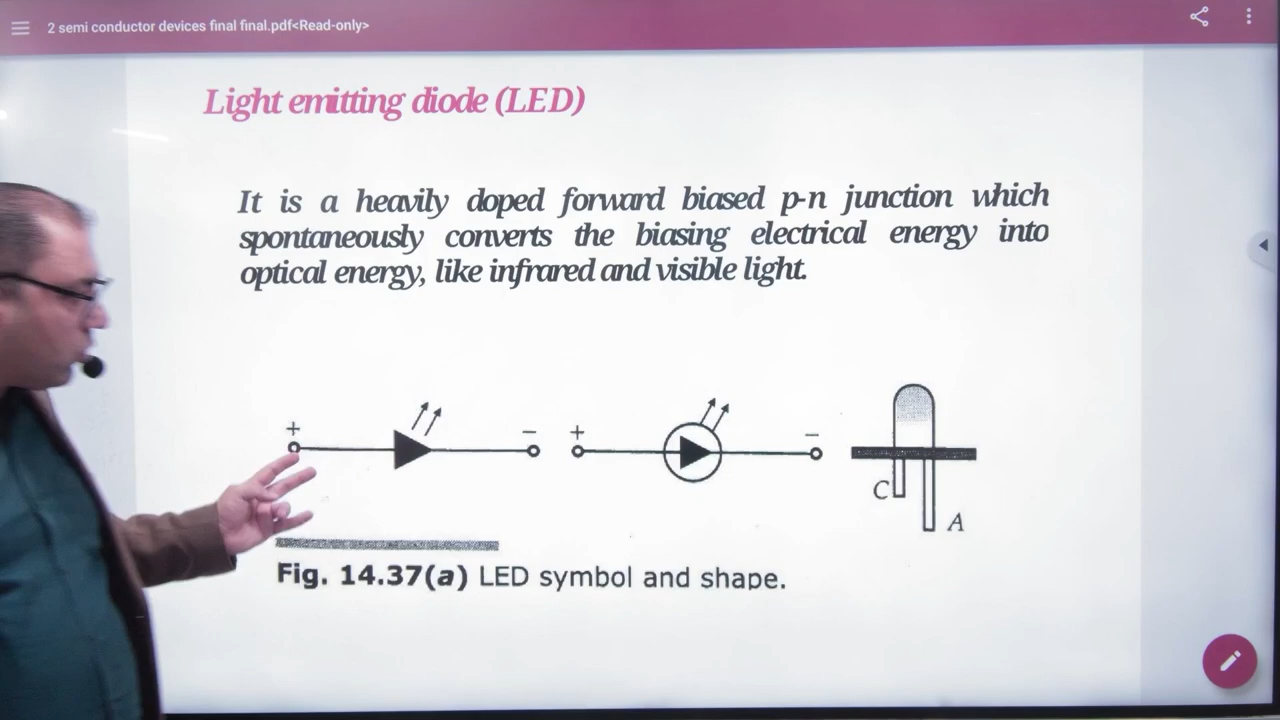 2 semi conductor devices final final.pdf<Read-only>
Light emitting diode (LED)
It is a heavily doped forward biased p-n junction which
spontaneously converts the biasing electrical energy into
optical energy, like infrared and visible light.
+ − + −
C
A
Fig. 14.37(a) LED symbol and shape.